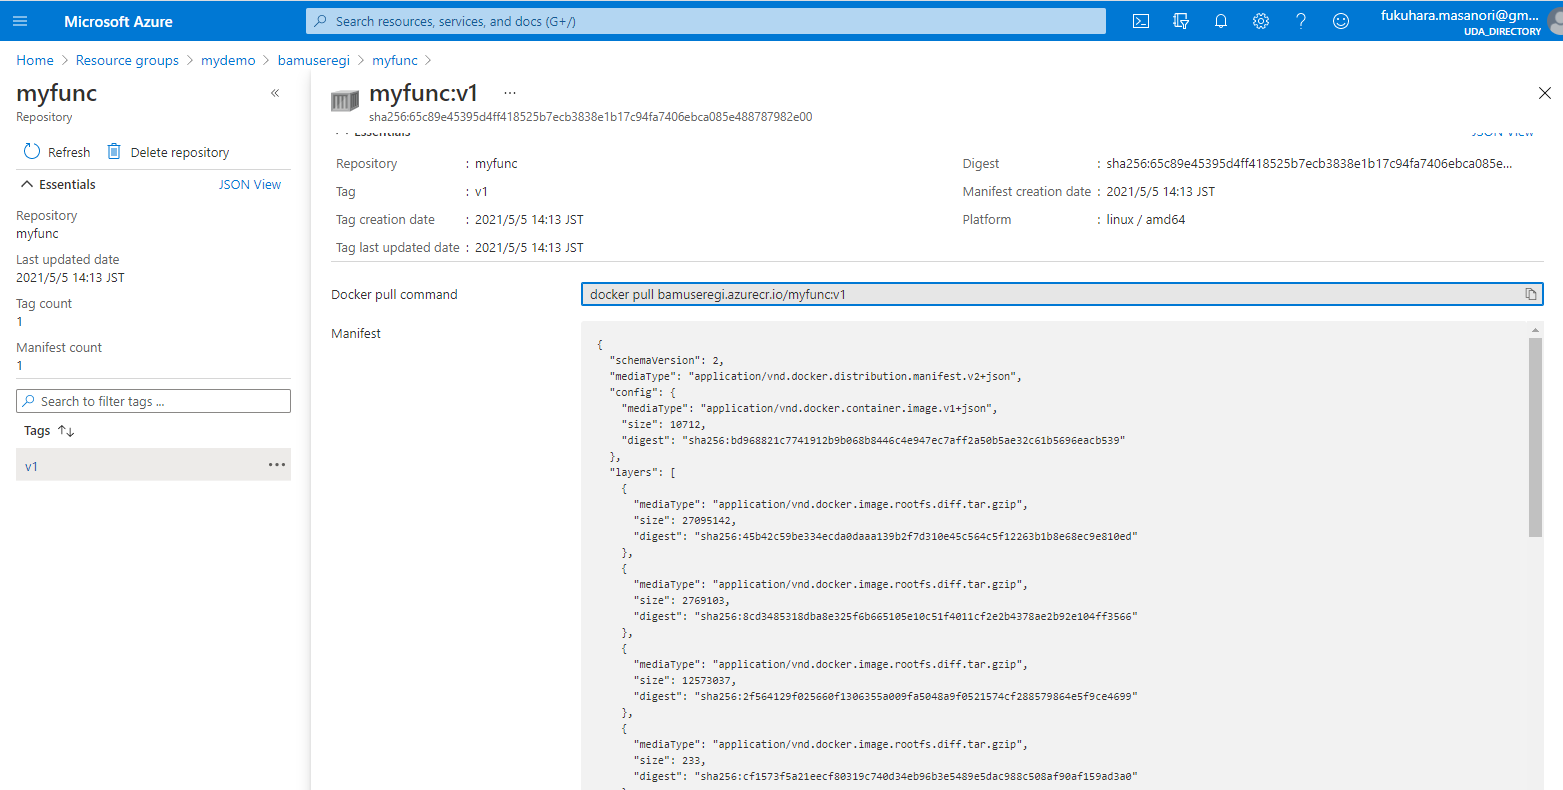 Microsoft Azure
Search resources, services, and docs (G+/)
fukuhara.masanori@gm...
UDA_DIRECTORY
Home > Resource groups > mydemo > bamuseregi > myfunc >
myfunc
Repository
Refresh Delete repository
Essentials JSON View
Repository
myfunc
Last updated date
2021/5/5 14:13 JST
Tag count
1
Manifest count
1
Search to filter tags ...
Tags
v1
myfunc:v1 ...
sha256:65c89e45395d4ff418525b7ecb3838e1b17c94fa7406ebca085e488787982e00
Essentials JSON View
Repository : myfunc
Tag : v1
Tag creation date : 2021/5/5 14:13 JST
Tag last updated date : 2021/5/5 14:13 JST
Digest : sha256:65c89e45395d4ff418525b7ecb3838e1b17c94fa7406ebca085e...
Manifest creation date : 2021/5/5 14:13 JST
Platform : linux / amd64
Docker pull command docker pull bamuseregi.azurecr.io/myfunc:v1
Manifest
{
"schemaVersion": 2,
"mediaType": "application/vnd.docker.distribution.manifest.v2+json",
"config": {
"mediaType": "application/vnd.docker.container.image.v1+json",
"size": 10712,
"digest": "sha256:bd968821c7741912b9b068b8446c4e947ec7aff2a50b5ae32c61b5696eacb539"
},
"layers": [
{
"mediaType": "application/vnd.docker.image.rootfs.diff.tar.gzip",
"size": 27095142,
"digest": "sha256:45b42c59be334ecda0daaa139b2f7d310e45c564c5f12263b1b8e68ec9e810ed"
},
{
"mediaType": "application/vnd.docker.image.rootfs.diff.tar.gzip",
"size": 2769103,
"digest": "sha256:8cd3485318dba8e325f6b665105e10c51f4011cf2e2b4378ae2b92e104ff3566"
},
{
"mediaType": "application/vnd.docker.image.rootfs.diff.tar.gzip",
"size": 12573037,
"digest": "sha256:2f564129f025660f1306355a009fa5048a9f0521574cf288579864e5f9ce4699"
},
{
"mediaType": "application/vnd.docker.image.rootfs.diff.tar.gzip",
"size": 233,
"digest": "sha256:cf1573f5a21eecf80319c740d34eb96b3e5489e5dac988c508af90af159ad3a0"